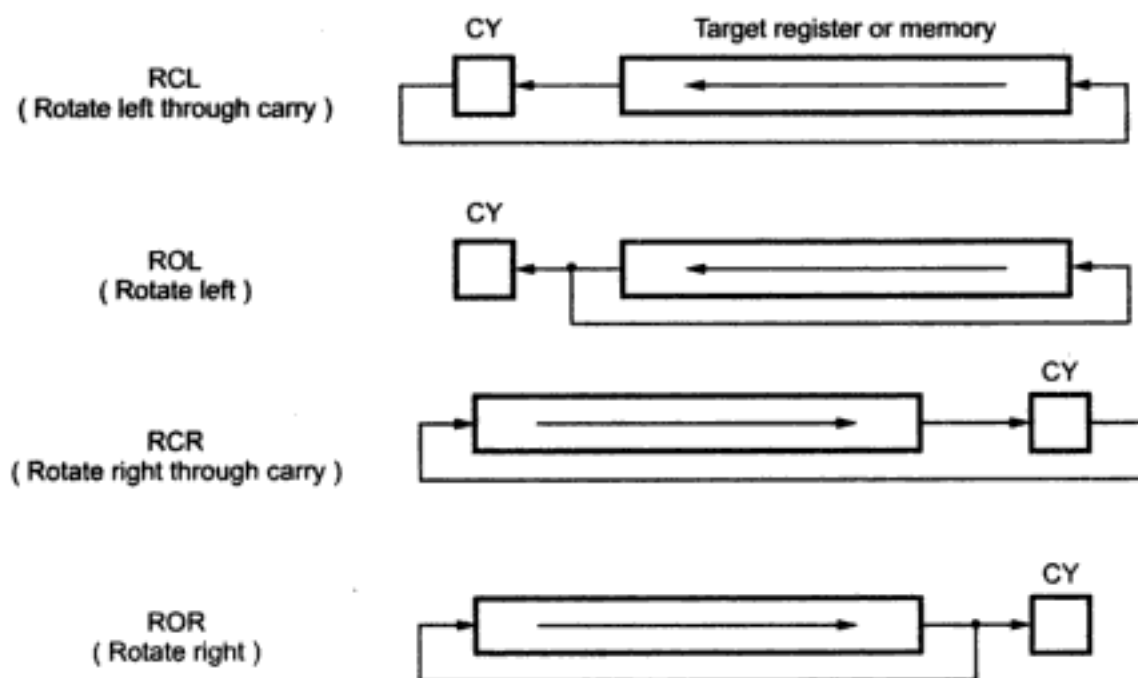 CY Target register or memory
RCL
( Rotate left through carry )
CY
ROL
( Rotate left )
CY
RCR
( Rotate right through carry )
CY
ROR
( Rotate right )